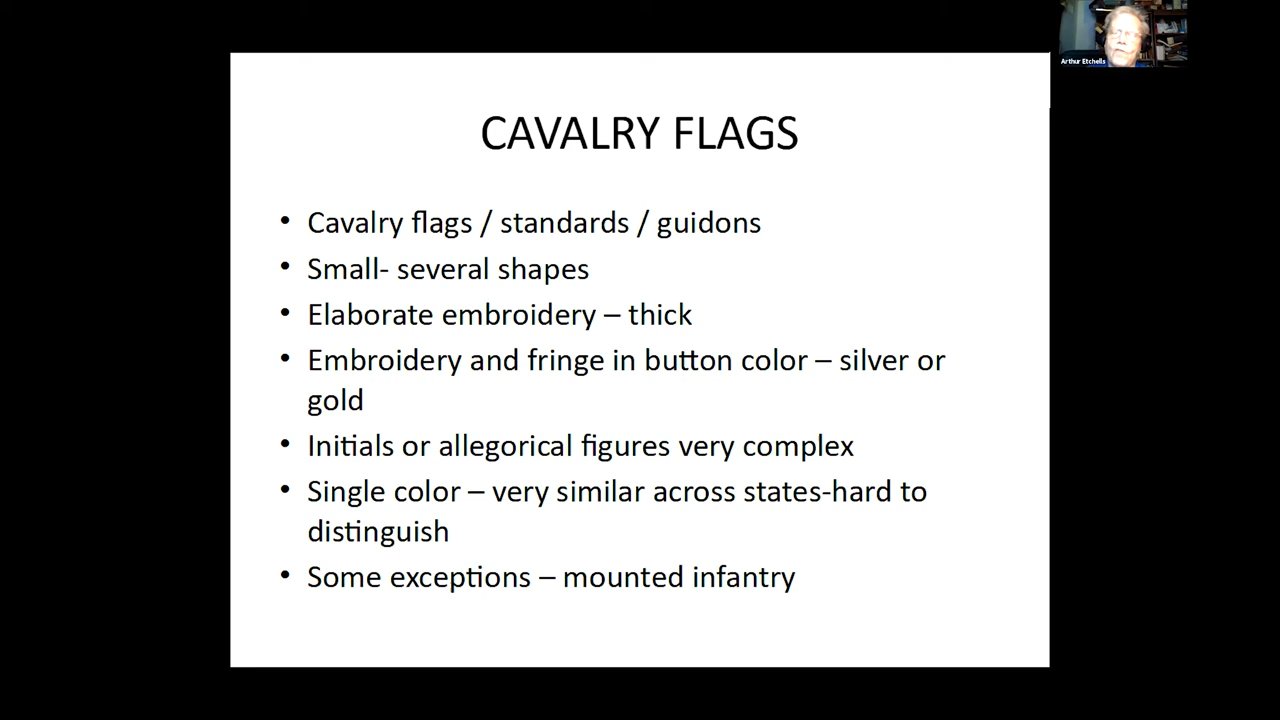 Arthur Etchells
CAVALRY FLAGS
• Cavalry flags / standards / guidons
• Small- several shapes
• Elaborate embroidery – thick
• Embroidery and fringe in button color – silver or
gold
• Initials or allegorical figures very complex
• Single color – very similar across states-hard to
distinguish
• Some exceptions – mounted infantry